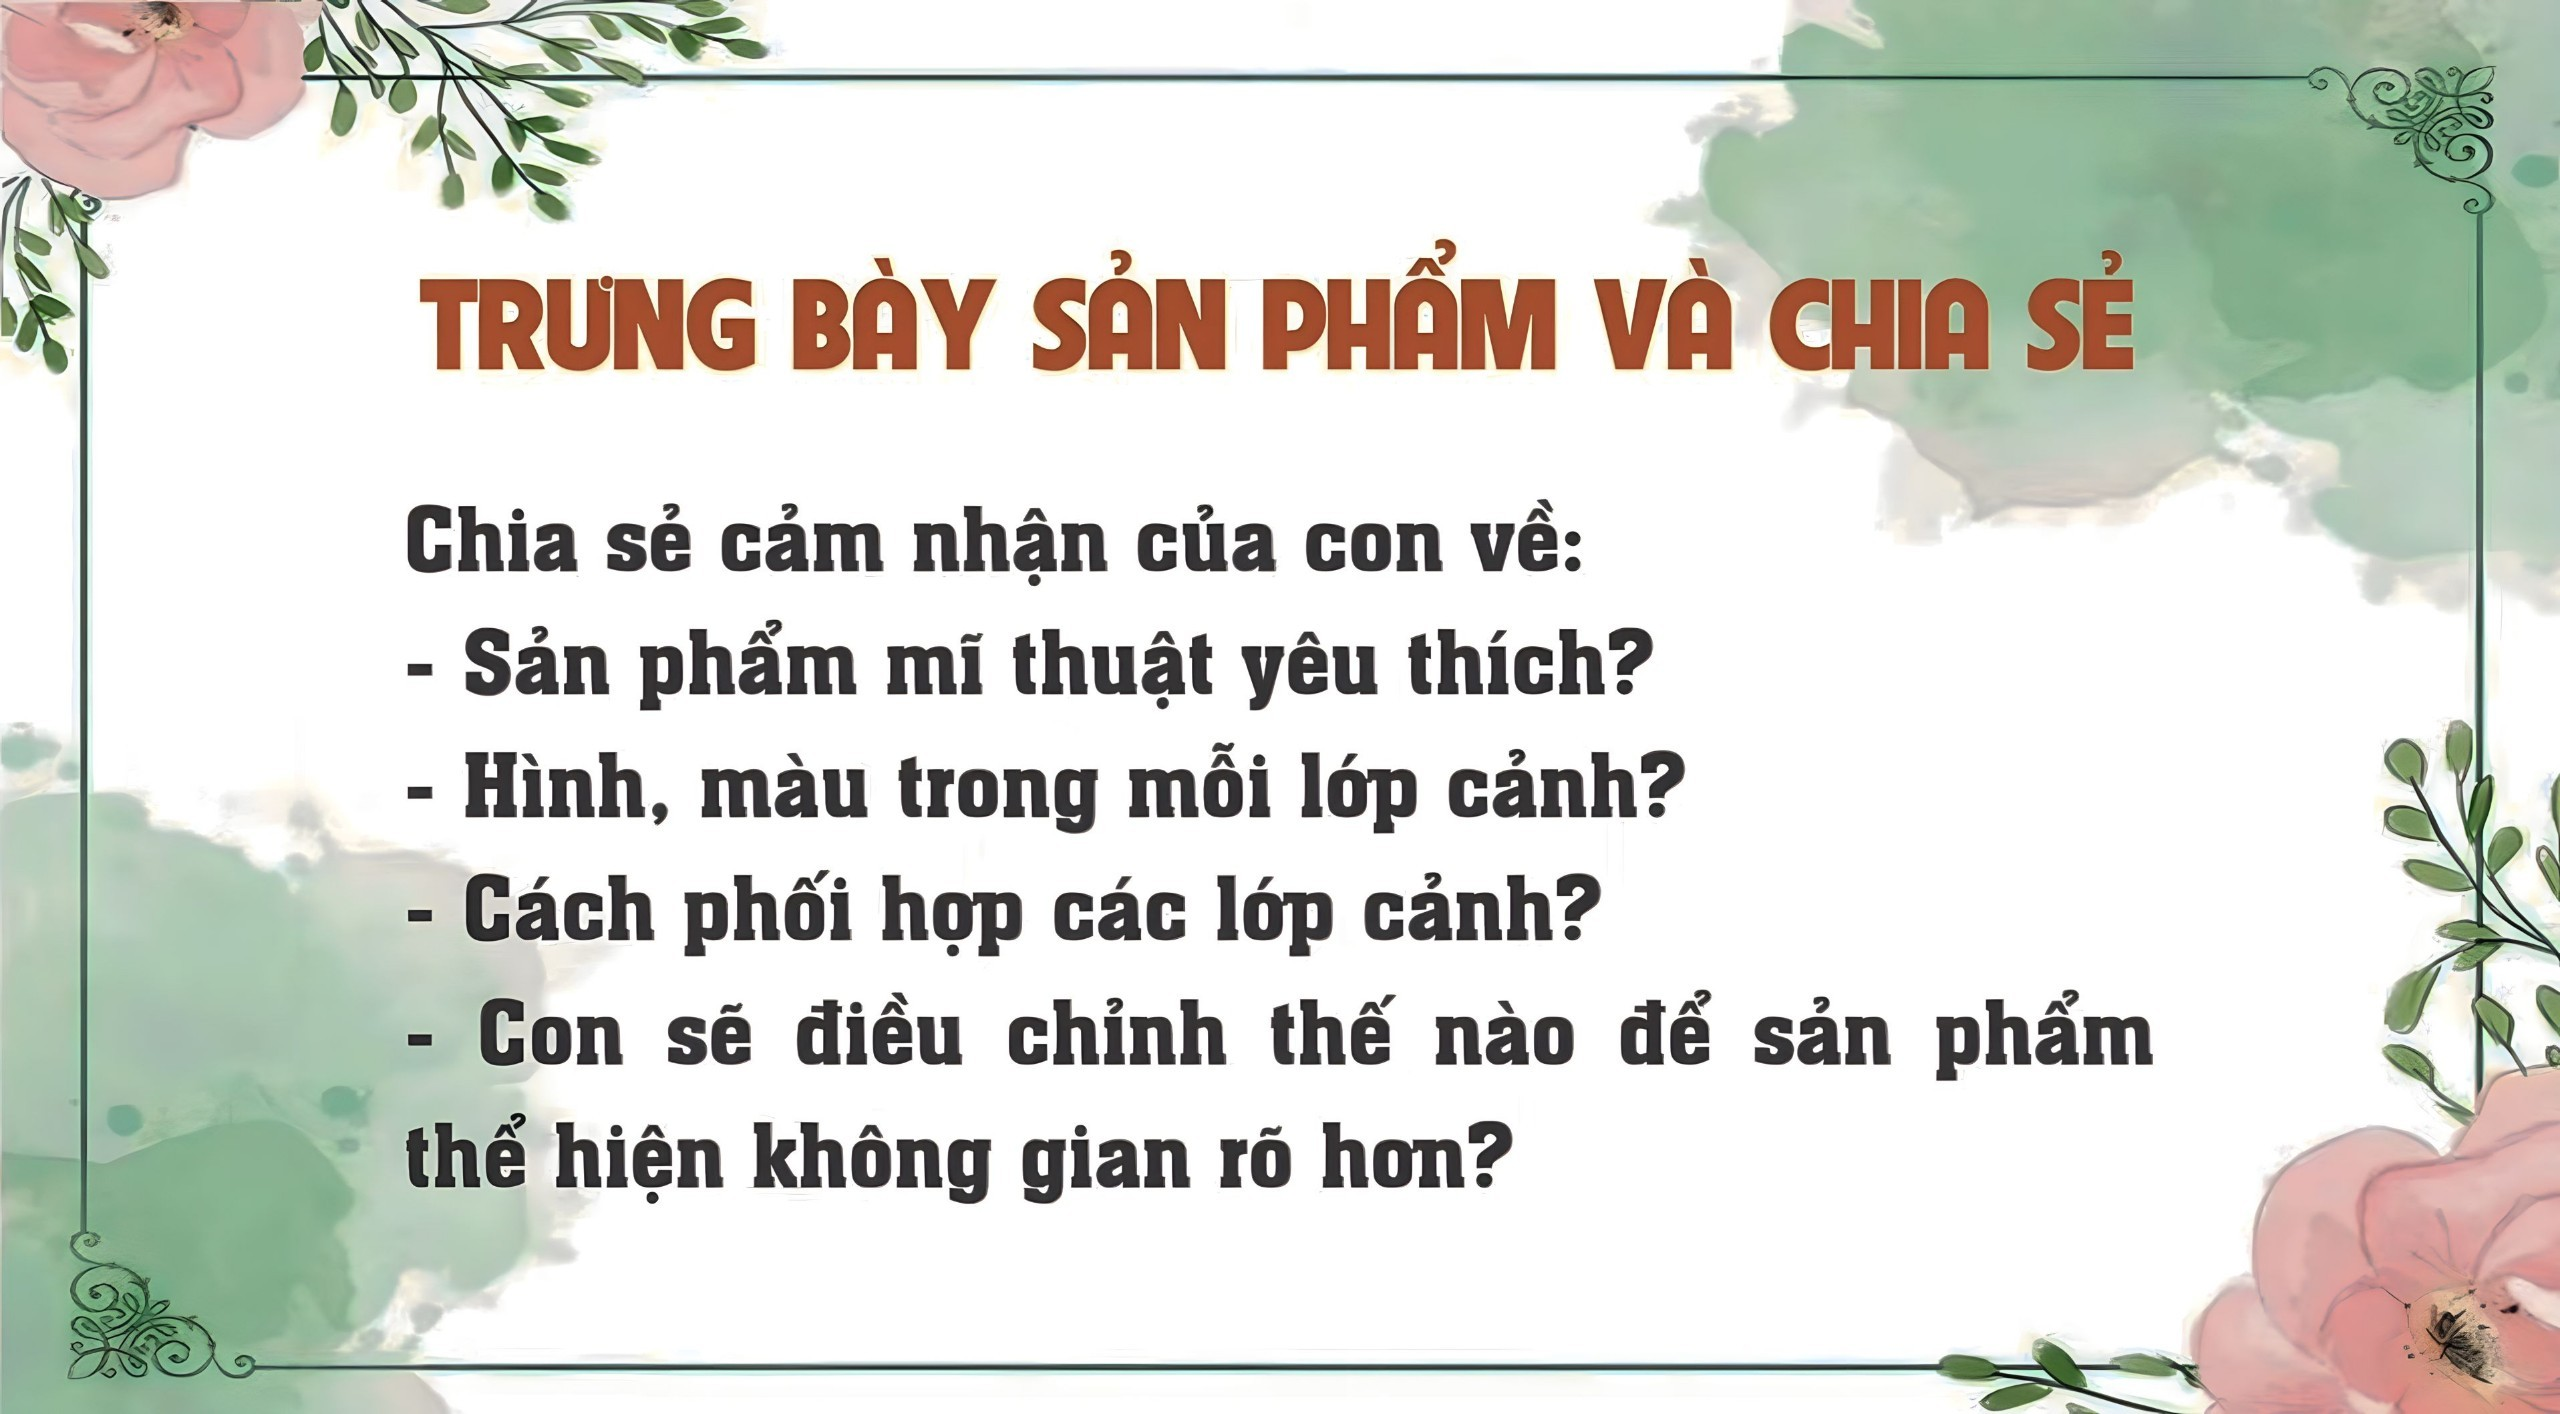 TRƯNG BÀY SẢN PHẨM VÀ CHIA SẺ
Chia sẻ cảm nhận của con về:
- Sản phẩm mĩ thuật yêu thích?
- Hình, màu trong mỗi lớp cảnh?
- Cách phối hợp các lớp cảnh?
- Con sẽ điều chỉnh thế nào để sản phẩm
thể hiện không gian rõ hơn?